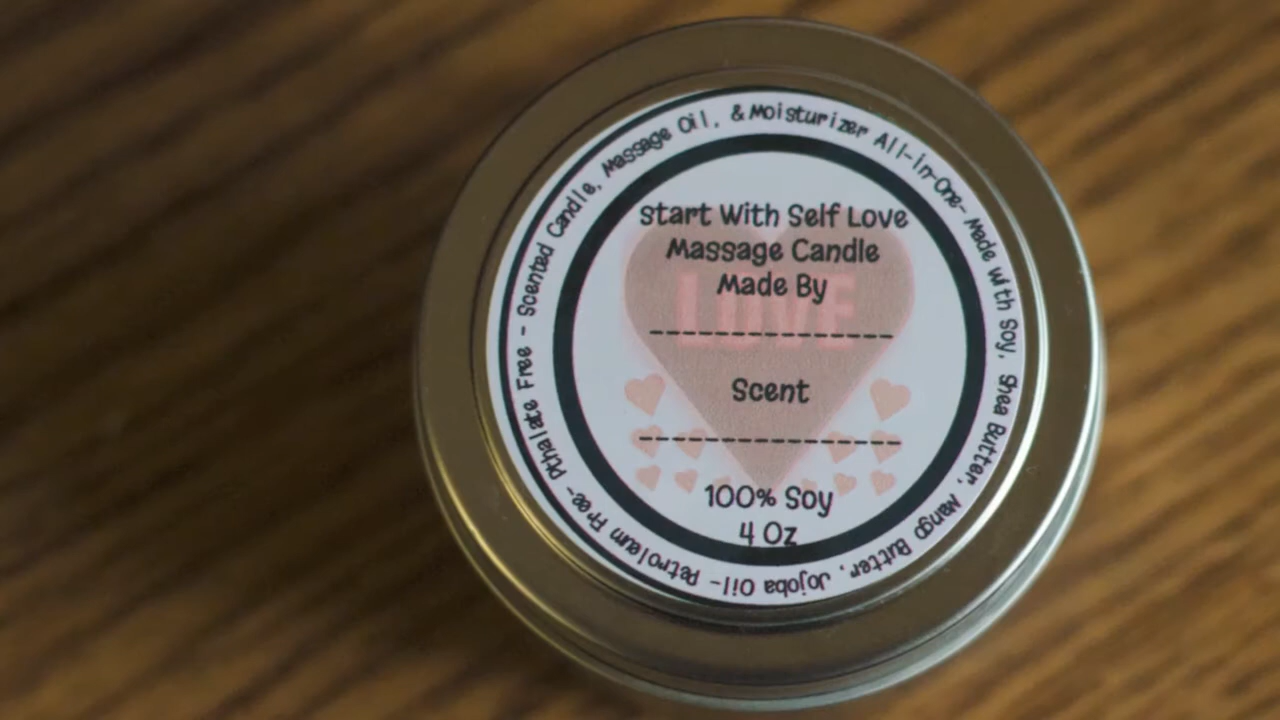 Scented Candle, Massage Oil, & Moisturizer All-in-One- Made with Soy, Shea Butter, Mango Butter, Jojoba Oil- Petroleum Free- Pthalate Free -
Start With Self Love
Massage Candle
Made By
LOVE
Scent
100% Soy
4 Oz